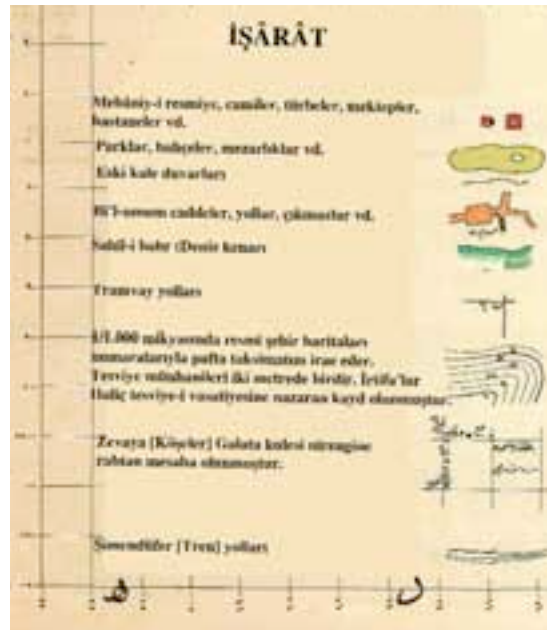 İŞÂRÂT
Mebâniy-i resmiye, camiler, türbeler, mektepler,
hastaneler vd.
Parklar, bahçeler, mezarlıklar vd.
Eski kale duvarları
Bi'l-umum caddeler, yollar, çıkmazlar vd.
Sahil-i bahr (Deniz kenarı
Tramvay yolları
1/1.000 mikyasında resmi şehir haritaları
numaralarıyla pafta taksimatını irae eder.
Tesviye münhanileri iki metrede birdir. İrtifa'lar
Haliç tesviye-i vasatiyesine nazaran kayd olunmuştur.
Zevaya [Köşeler] Galata kulesi nirengine
rabtan mesaha olunmuştur.
Şimendüfer [Tren] yolları